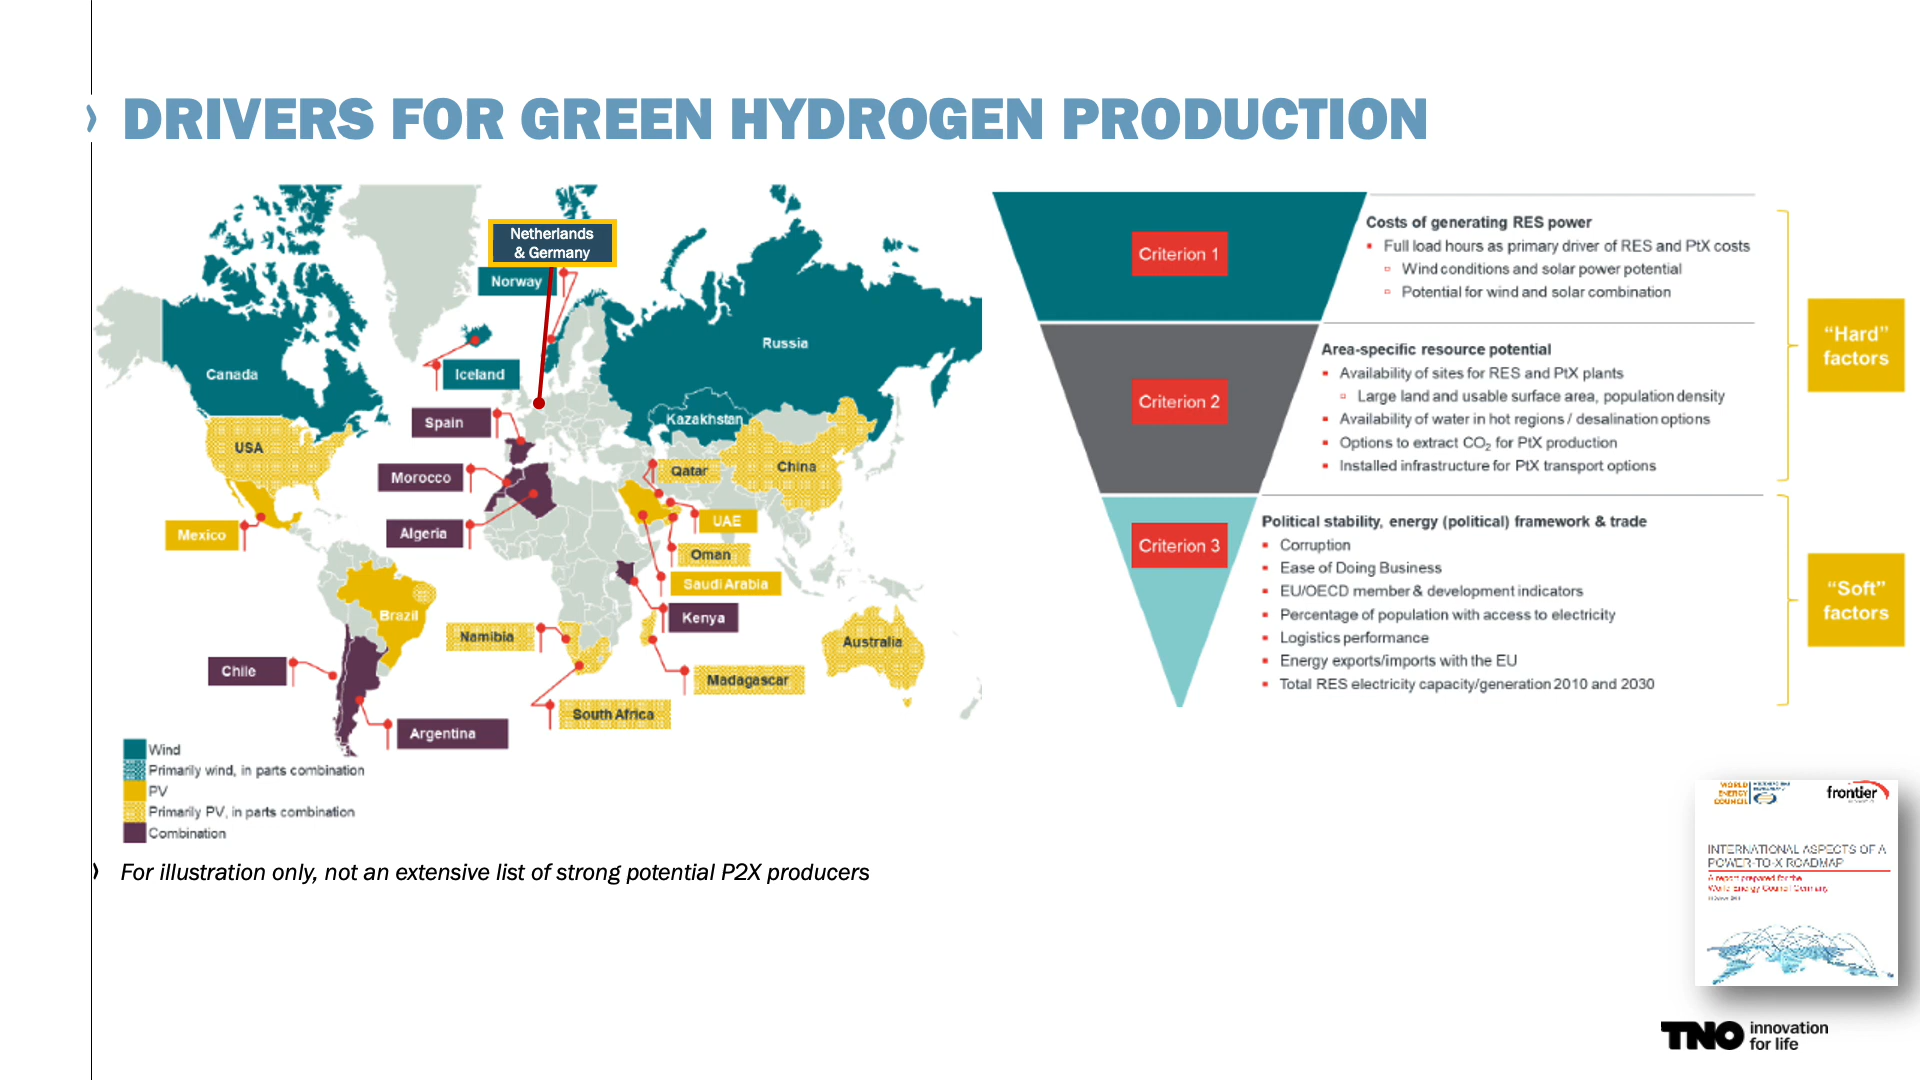 DRIVERS FOR GREEN HYDROGEN PRODUCTION
Netherlands
& Germany
Norway
Russia
Canada
Iceland
Spain
Kazakhstan
USA
Qatar
China
Morocco
UAE
Mexico
Algeria
Oman
Saudi Arabia
Brazil
Kenya
Namibia
Australia
Chile
Madagascar
South Africa
Argentina
Wind
Primarily wind, in parts combination
PV
Primarily PV, in parts combination
Combination
For illustration only, not an extensive list of strong potential P2X producers
Criterion 1
Costs of generating RES power
Full load hours as primary driver of RES and PtX costs
Wind conditions and solar power potential
Potential for wind and solar combination
Criterion 2
Area-specific resource potential
Availability of sites for RES and PtX plants
Large land and usable surface area, population density
Availability of water in hot regions / desalination options
Options to extract CO2 for PtX production
Installed infrastructure for PtX transport options
"Hard"
factors
Criterion 3
Political stability, energy (political) framework & trade
Corruption
Ease of Doing Business
EU/OECD member & development indicators
Percentage of population with access to electricity
Logistics performance
Energy exports/imports with the EU
Total RES electricity capacity/generation 2010 and 2030
"Soft"
factors
WORLD
ENERGY
COUNCIL
frontier
INTERNATIONAL ASPECTS OF A
POWER-TO-X ROADMAP
A report prepared for the
World Energy Council Germany
TNO innovation
for life